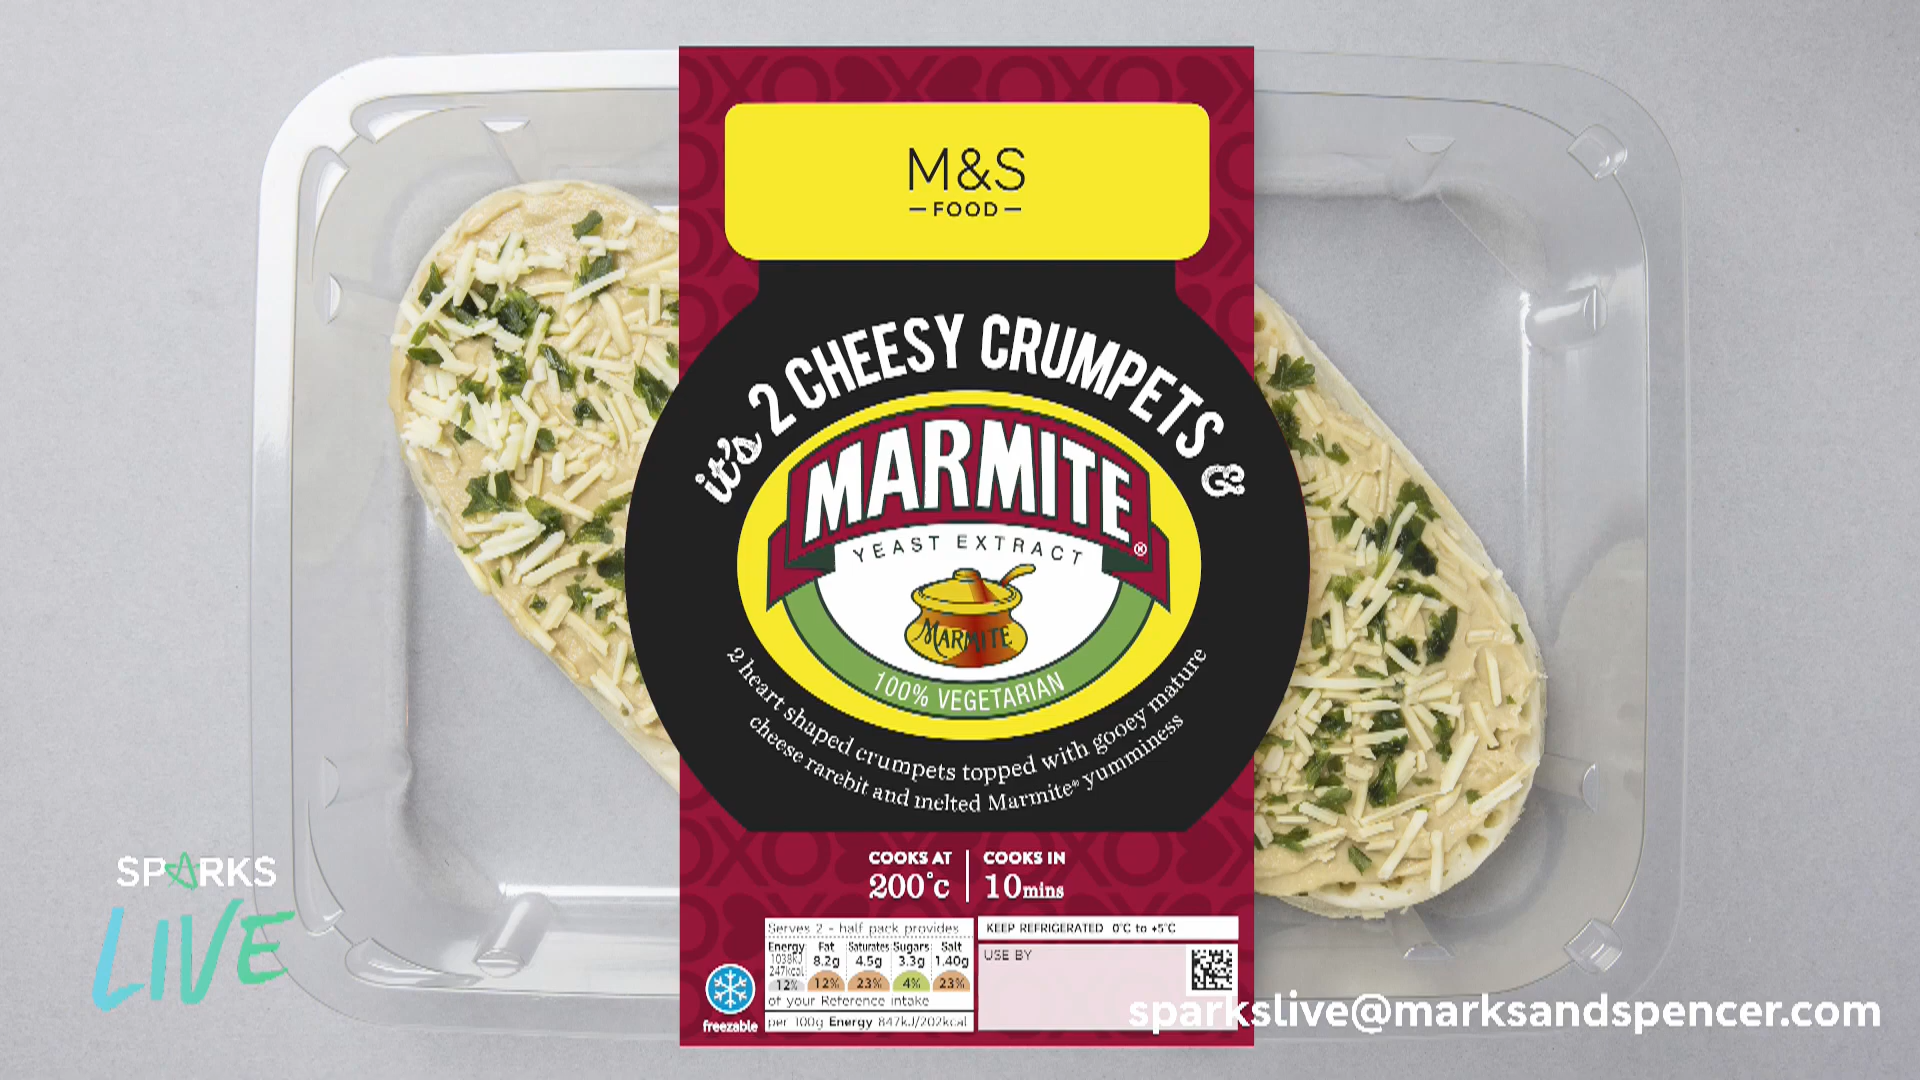 M&S
FOOD
it's 2 CHEESY CRUMPETS &
MARMITE®
YEAST EXTRACT
MARMITE
100% VEGETARIAN
2 heart shaped crumpets topped with gooey mature
cheese rarebit and melted Marmite® yumminess
COOKS AT
200°c
COOKS IN
10mins
Serves 2 - half pack provides
Energy Fat Saturates Sugars Salt
1038kJ 8.2g 4.5g 3.3g 1.40g
247kcal
12% 12% 23% 4% 23%
of your Reference intake
per 100g Energy 847kJ/202kcal
KEEP REFRIGERATED 0°C to +5°C
USE BY
freezable
SPARKS
LIVE
sparkslive@marksandspencer.com